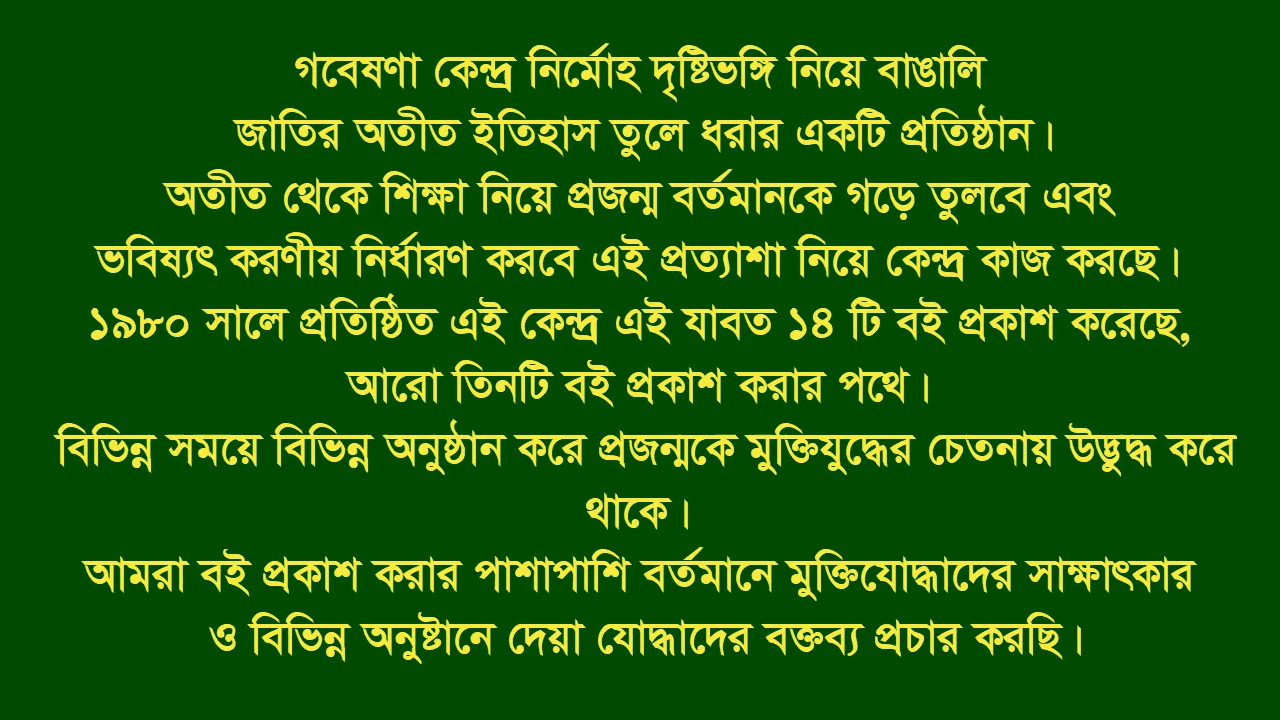 গবেষণা কেন্দ্র নির্মোহ দৃষ্টিভঙ্গি নিয়ে বাঙালি
জাতির অতীত ইতিহাস তুলে ধরার একটি প্রতিষ্ঠান।
অতীত থেকে শিক্ষা নিয়ে প্রজন্ম বর্তমানকে গড়ে তুলবে এবং
ভবিষ্যৎ করণীয় নির্ধারণ করবে এই প্রত্যাশা নিয়ে কেন্দ্র কাজ করছে।
১৯৮০ সালে প্রতিষ্ঠিত এই কেন্দ্র এই যাবত ১৪ টি বই প্রকাশ করেছে,
আরো তিনটি বই প্রকাশ করার পথে।
বিভিন্ন সময়ে বিভিন্ন অনুষ্ঠান করে প্রজন্মকে মুক্তিযুদ্ধের চেতনায় উদ্ভুদ্ধ করে
থাকে।
আমরা বই প্রকাশ করার পাশাপাশি বর্তমানে মুক্তিযোদ্ধাদের সাক্ষাৎকার
ও বিভিন্ন অনুষ্টানে দেয়া যোদ্ধাদের বক্তব্য প্রচার করছি।